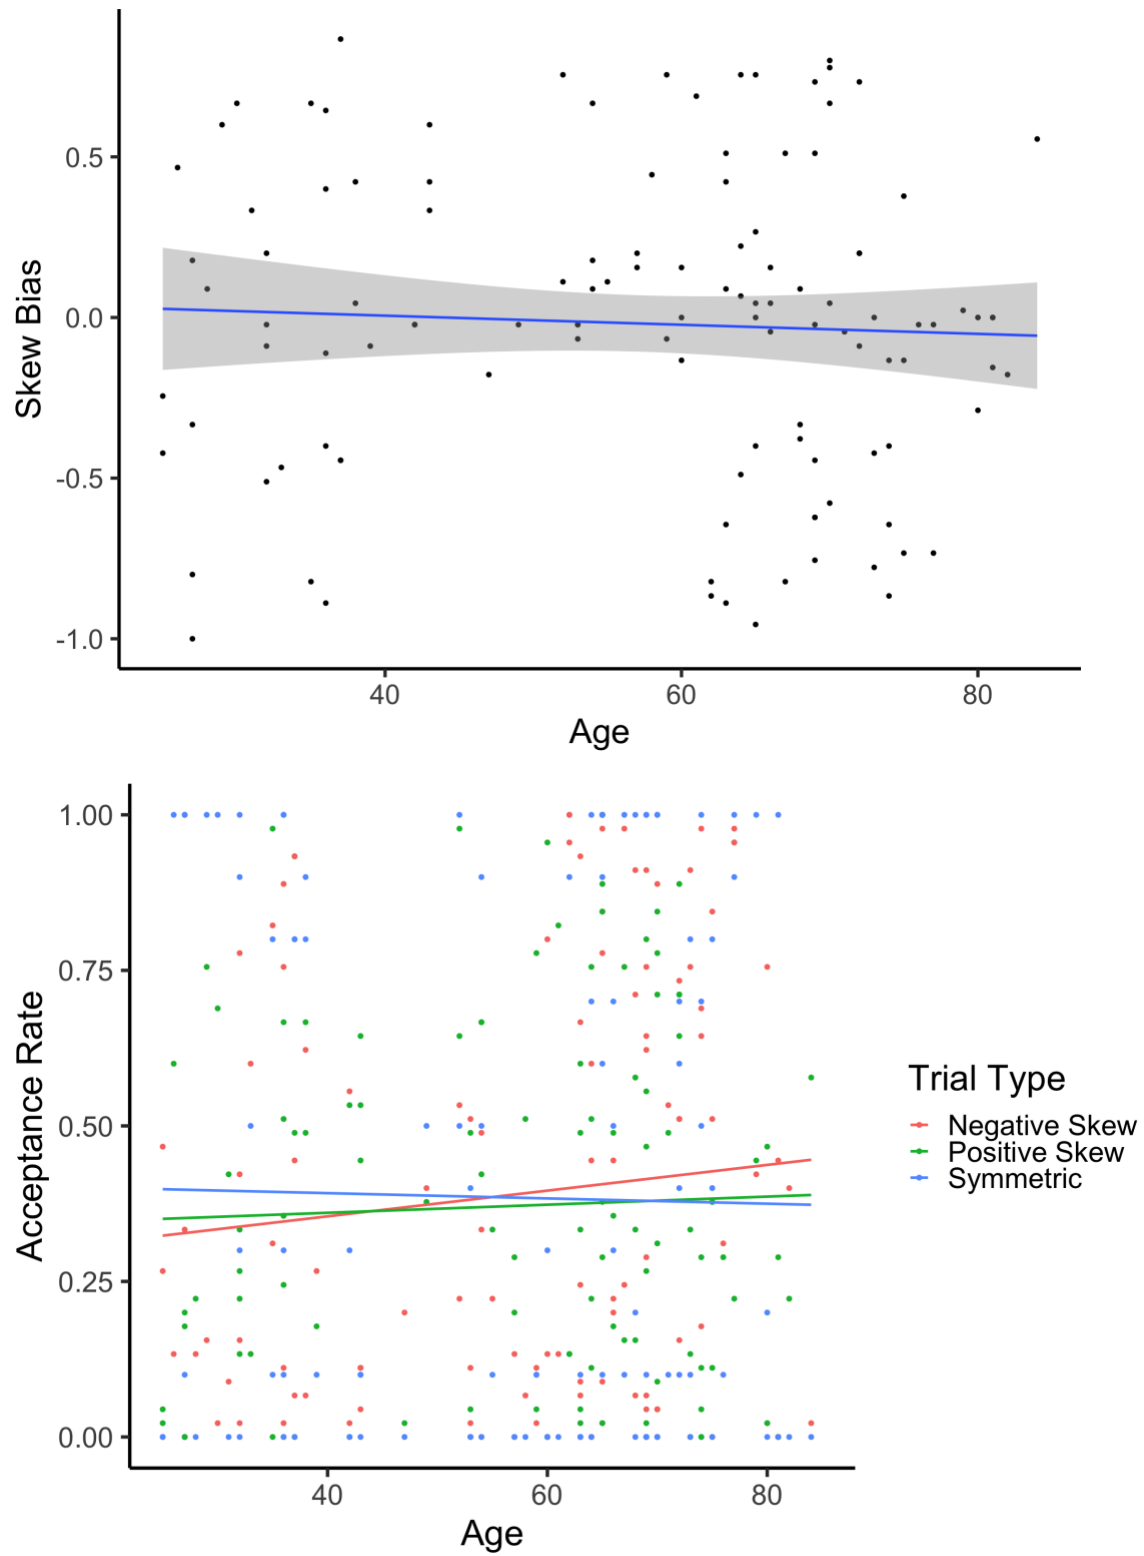 0.5
0.0
-0.5
-1.0
Skew Bias
40 60 80
Age
1.00
0.75
0.50
0.25
0.00
Acceptance Rate
40 60 80
Age
Trial Type
Negative Skew
Positive Skew
Symmetric